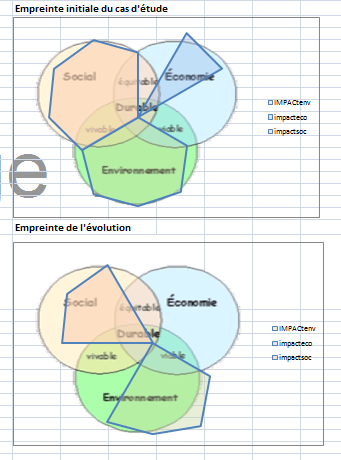 Empreinte initiale du cas d'étude
Social
équitable
Économie
Durable
vivable
viable
Environnement
IMPACtenv
impacteco
impactsoc
e
Empreinte de l'évolution
Social
équitable
Économie
Durable
vivable
viable
Environnement
IMPACtenv
impacteco
impactsoc